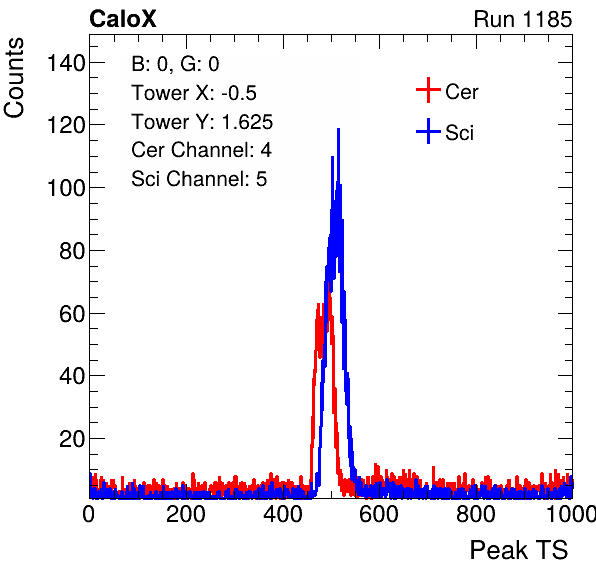 CaloX Run 1185
Counts
B: 0, G: 0
Tower X: -0.5
Tower Y: 1.625
Cer Channel: 4
Sci Channel: 5
Cer
Sci
140
120
100
80
60
40
20
0 200 400 600 800 1000
Peak TS